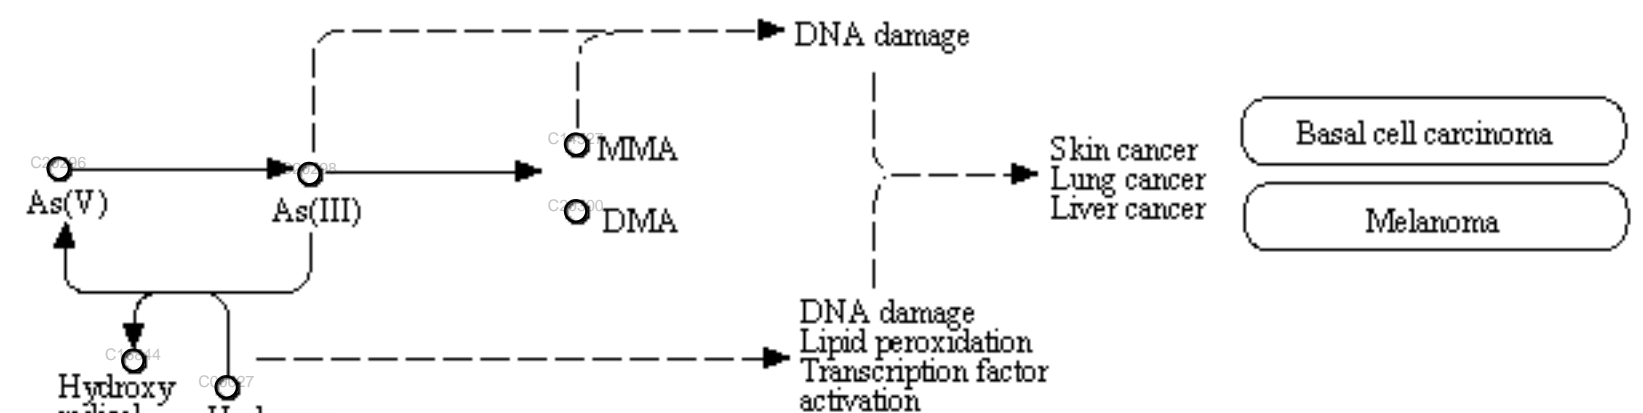 DNA damage
MMA
As(V)
As(III)
DMA
Skin cancer
Lung cancer
Liver cancer
Basal cell carcinoma
Melanoma
DNA damage
Lipid peroxidation
Transcription factor
activation
Hydroxy